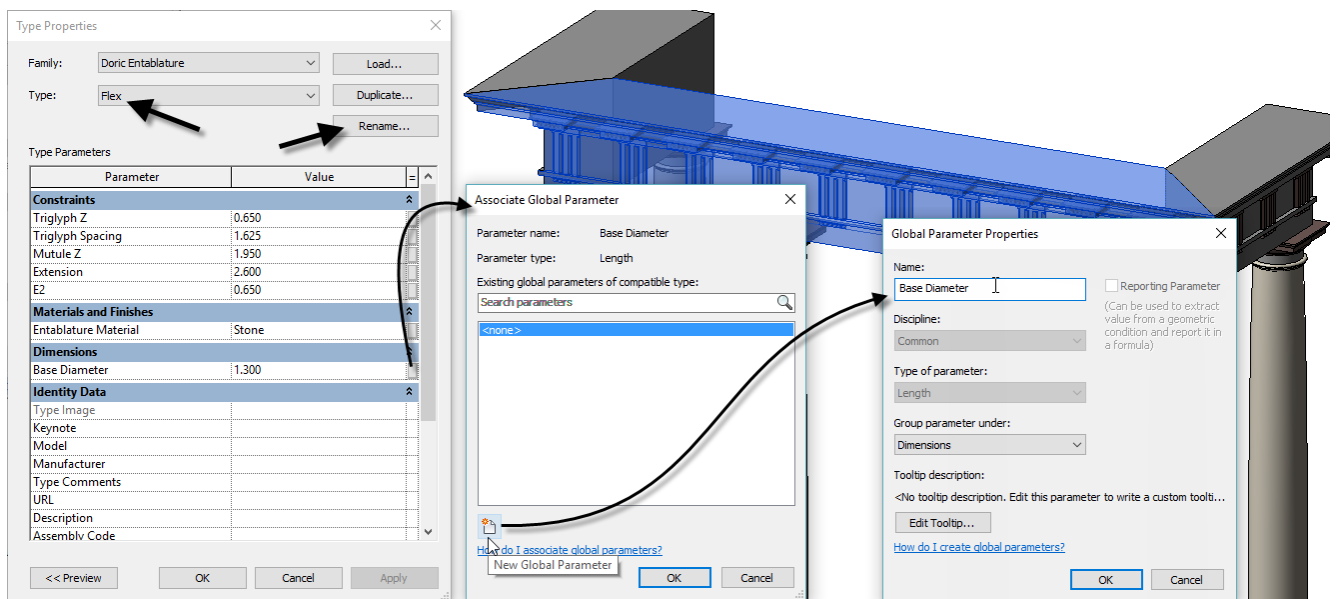 Type Properties
Family: Doric Entablature Load...
Type: Flex Duplicate...
Rename...
Type Parameters
Parameter Value =
Constraints
Triglyph Z 0.650
Triglyph Spacing 1.625
Mutule Z 1.950
Extension 2.600
E2 0.650
Materials and Finishes
Entablature Material Stone
Dimensions
Base Diameter 1.300
Identity Data
Type Image
Keynote
Model
Manufacturer
Type Comments
URL
Description
Assembly Code
<< Preview OK Cancel Apply
Associate Global Parameter
Parameter name: Base Diameter
Parameter type: Length
Existing global parameters of compatible type:
Search parameters
<none>
How do I associate global parameters?
New Global Parameter
OK Cancel
Global Parameter Properties
Name:
Base Diameter
Reporting Parameter
(Can be used to extract
value from a geometric
condition and report it in
a formula)
Discipline:
Common
Type of parameter:
Length
Group parameter under:
Dimensions
Tooltip description:
<No tooltip description. Edit this parameter to write a custom toolti...
Edit Tooltip...
How do I create global parameters?
OK Cancel